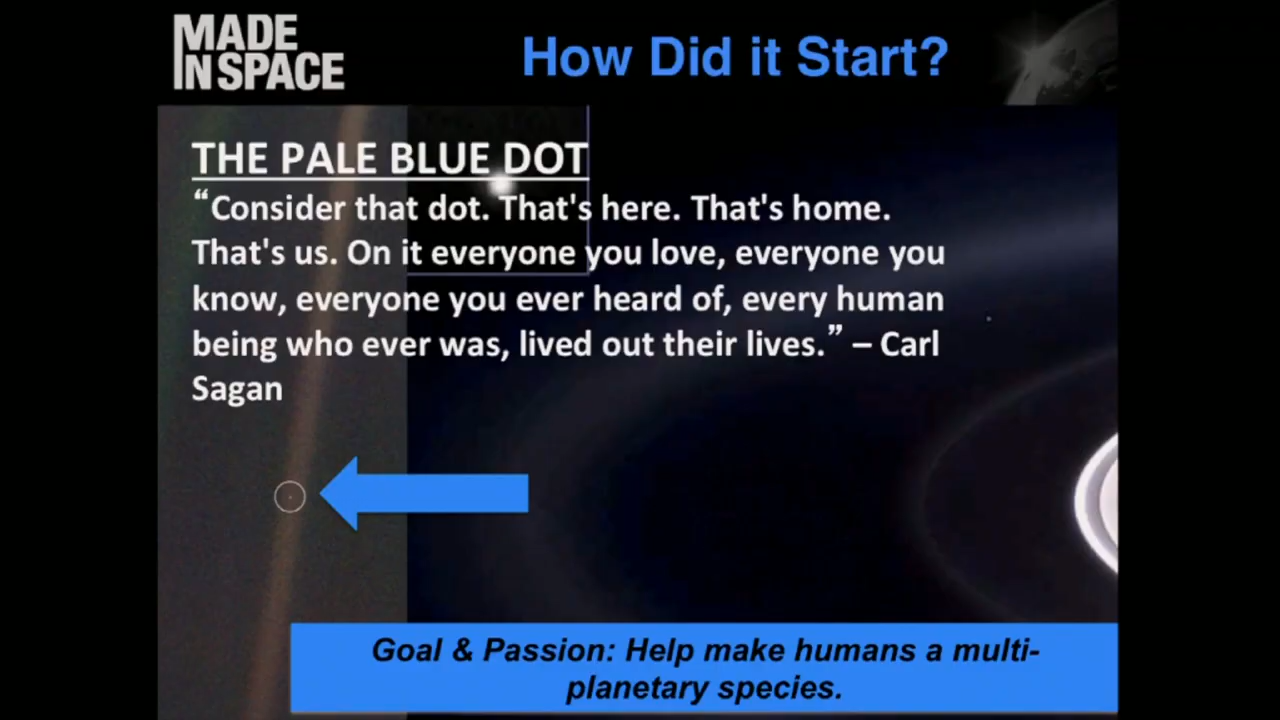 MADE
IN SPACE
How Did it Start?
THE PALE BLUE DOT
“Consider that dot. That's here. That's home.
That's us. On it everyone you love, everyone you
know, everyone you ever heard of, every human
being who ever was, lived out their lives.” – Carl
Sagan
Goal & Passion: Help make humans a multi-
planetary species.